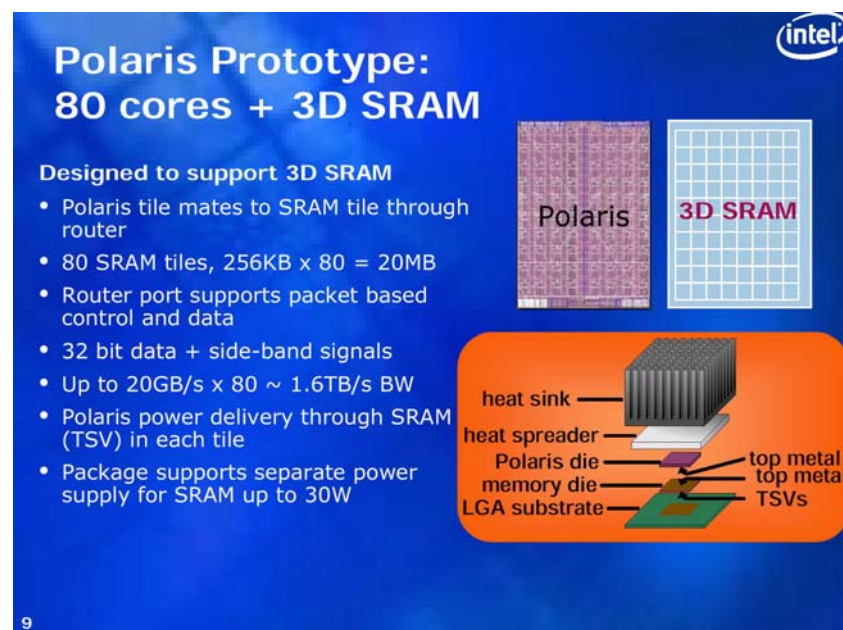 intel
Polaris Prototype:
80 cores + 3D SRAM
Designed to support 3D SRAM
• Polaris tile mates to SRAM tile through
router
• 80 SRAM tiles, 256KB x 80 = 20MB
• Router port supports packet based
control and data
• 32 bit data + side-band signals
• Up to 20GB/s x 80 ~ 1.6TB/s BW
• Polaris power delivery through SRAM
(TSV) in each tile
• Package supports separate power
supply for SRAM up to 30W
Polaris
3D SRAM
heat sink
heat spreader
Polaris die
memory die
LGA substrate
top metal
top meta
TSVs
9